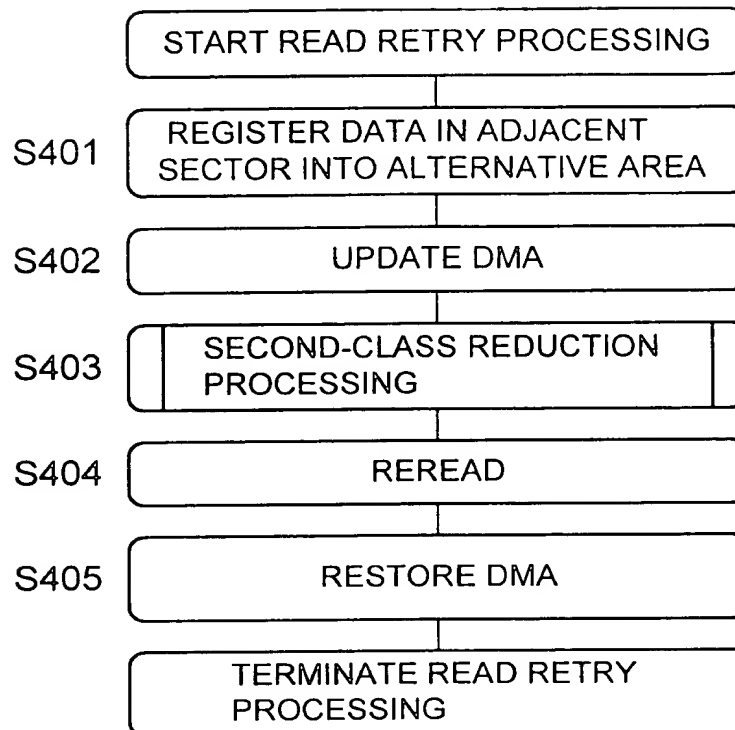 START READ RETRY PROCESSING
S401
REGISTER DATA IN ADJACENT
SECTOR INTO ALTERNATIVE AREA
S402
UPDATE DMA
S403
SECOND-CLASS REDUCTION
PROCESSING
S404
REREAD
S405
RESTORE DMA
TERMINATE READ RETRY
PROCESSING